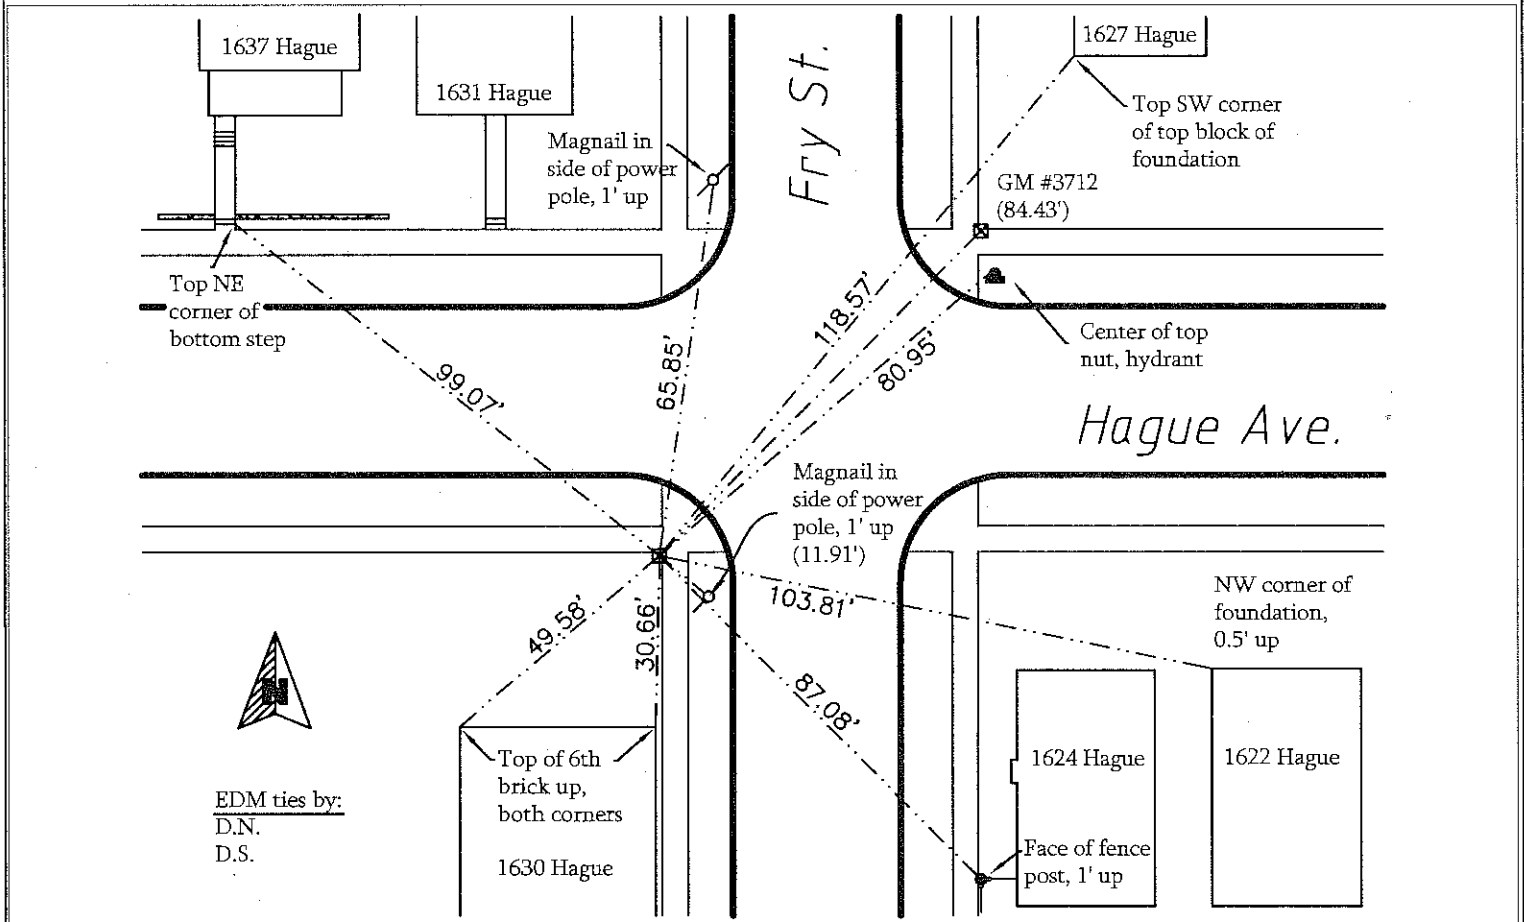 1637 Hague
1631 Hague
Fry St.
1627 Hague
Magnail in
side of power
pole, 1' up
Top SW corner
of top block of
foundation
GM #3712
(84.43')
Top NE
corner of
bottom step
118.57'
65.85'
80.95'
99.07'
Center of top
nut, hydrant
Hague Ave.
Magnail in
side of power
pole, 1' up
(11.91')
103.81'
49.58'
30.66'
87.08'
NW corner of
foundation,
0.5' up
N
Top of 6th
brick up,
both corners
1630 Hague
1624 Hague
1622 Hague
EDM ties by:
D.N.
D.S.
Face of fence
post, 1' up